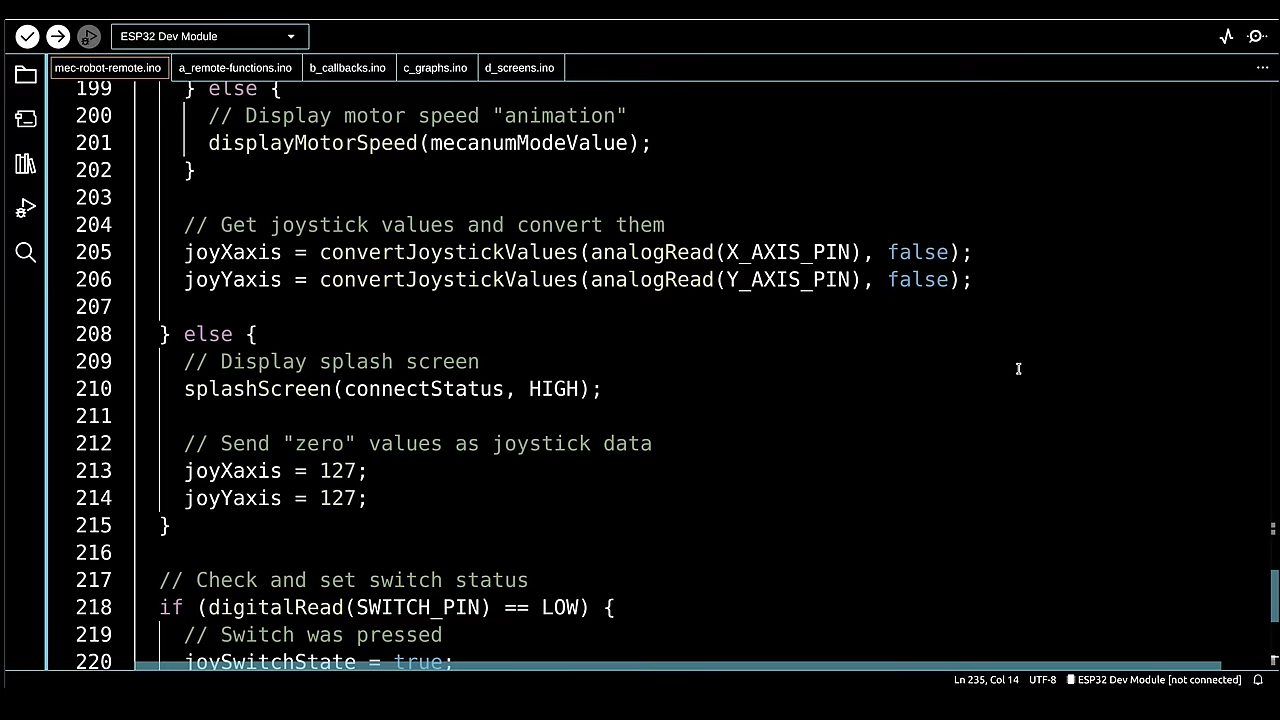 ESP32 Dev Module
mec-robot-remote.ino a_remote-functions.ino b_callbacks.ino c_graphs.ino d_screens.ino
199 } else {
200 // Display motor speed "animation"
201 displayMotorSpeed(mecanumModeValue);
202 }
203
204 // Get joystick values and convert them
205 joyXaxis = convertJoystickValues(analogRead(X_AXIS_PIN), false);
206 joyYaxis = convertJoystickValues(analogRead(Y_AXIS_PIN), false);
207
208 } else {
209 // Display splash screen
210 splashScreen(connectStatus, HIGH);
211
212 // Send "zero" values as joystick data
213 joyXaxis = 127;
214 joyYaxis = 127;
215 }
216
217 // Check and set switch status
218 if (digitalRead(SWITCH_PIN) == LOW) {
219 // Switch was pressed
220 joySwitchState = true;
Ln 235, Col 14 UTF-8 ESP32 Dev Module [not connected]